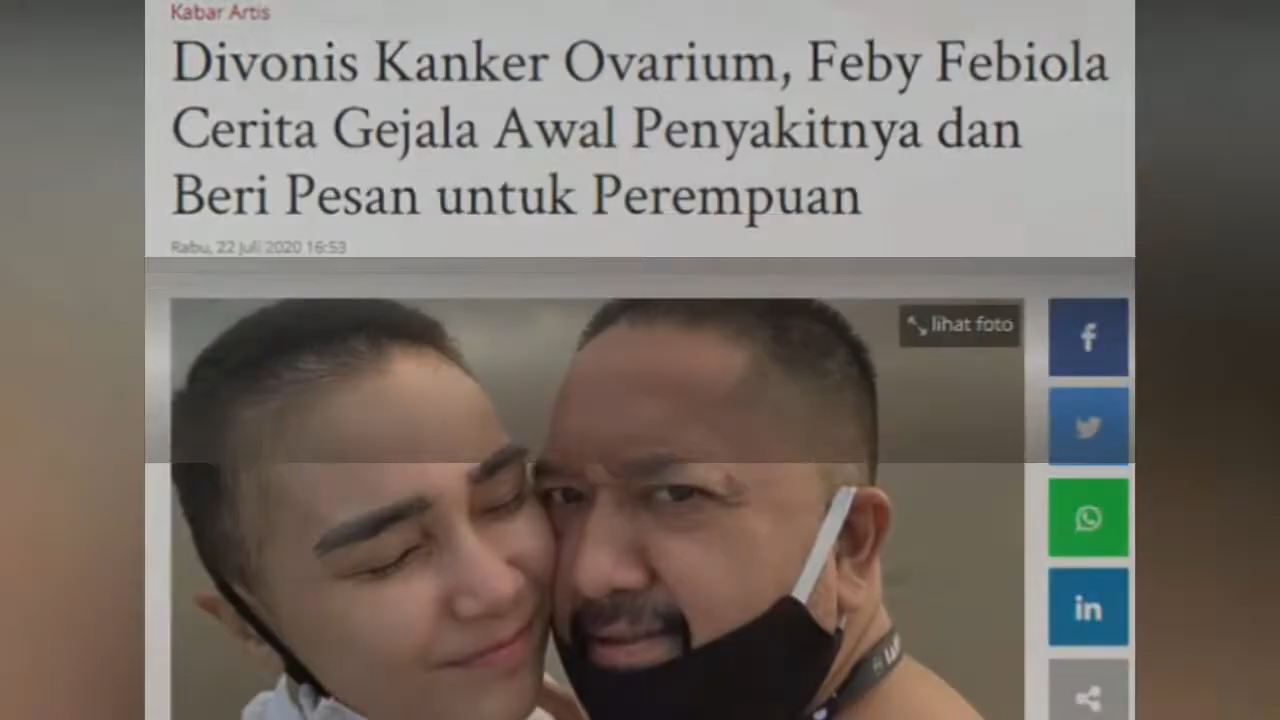 Kabar Artis
Divonis Kanker Ovarium, Feby Febiola
Cerita Gejala Awal Penyakitnya dan
Beri Pesan untuk Perempuan
Rabu, 22 Juli 2020 16:53
lihat foto
f
in